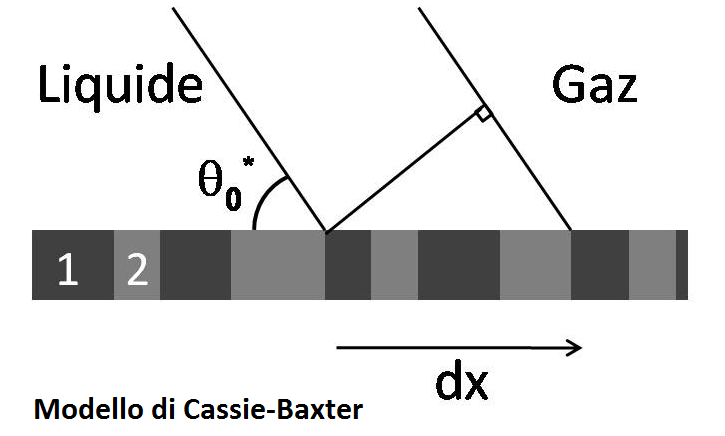 Liquide
Gaz
θ₀*
1
2
dx
Modello di Cassie-Baxter